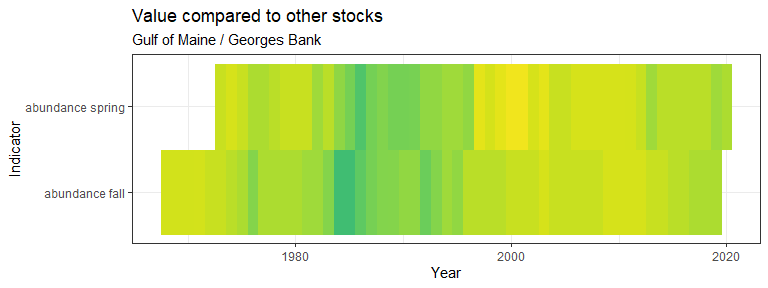 Value compared to other stocks
Gulf of Maine / Georges Bank
Indicator
abundance spring
abundance fall
1980
2000
2020
Year